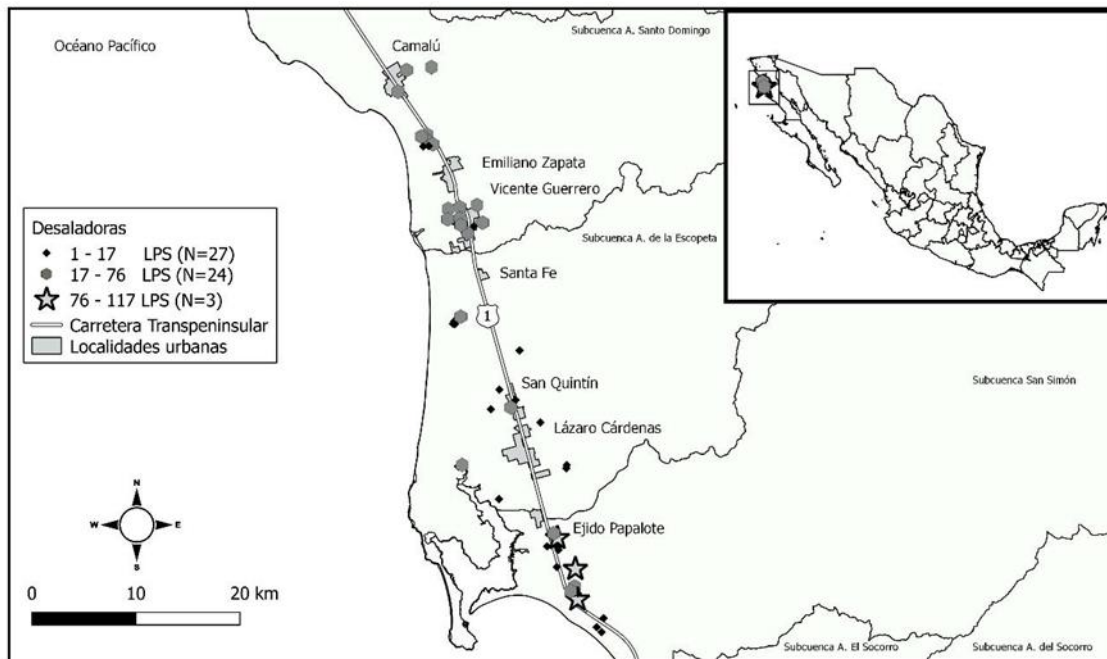 Océano Pacífico
Camalú
Subcuenca A. Santo Domingo
Emiliano Zapata
Vicente Guerrero
Subcuenca A. de la Escopeta
Santa Fe
1
San Quintín
Subcuenca San Simón
Lázaro Cárdenas
Ejido Papalote
Subcuenca A. El Socorro
Subcuenca A. del Socorro
Desaladoras
1 - 17 LPS (N=27)
17 - 76 LPS (N=24)
76 - 117 LPS (N=3)
Carretera Transpeninsular
Localidades urbanas
N
W E
S
0 10 20 km